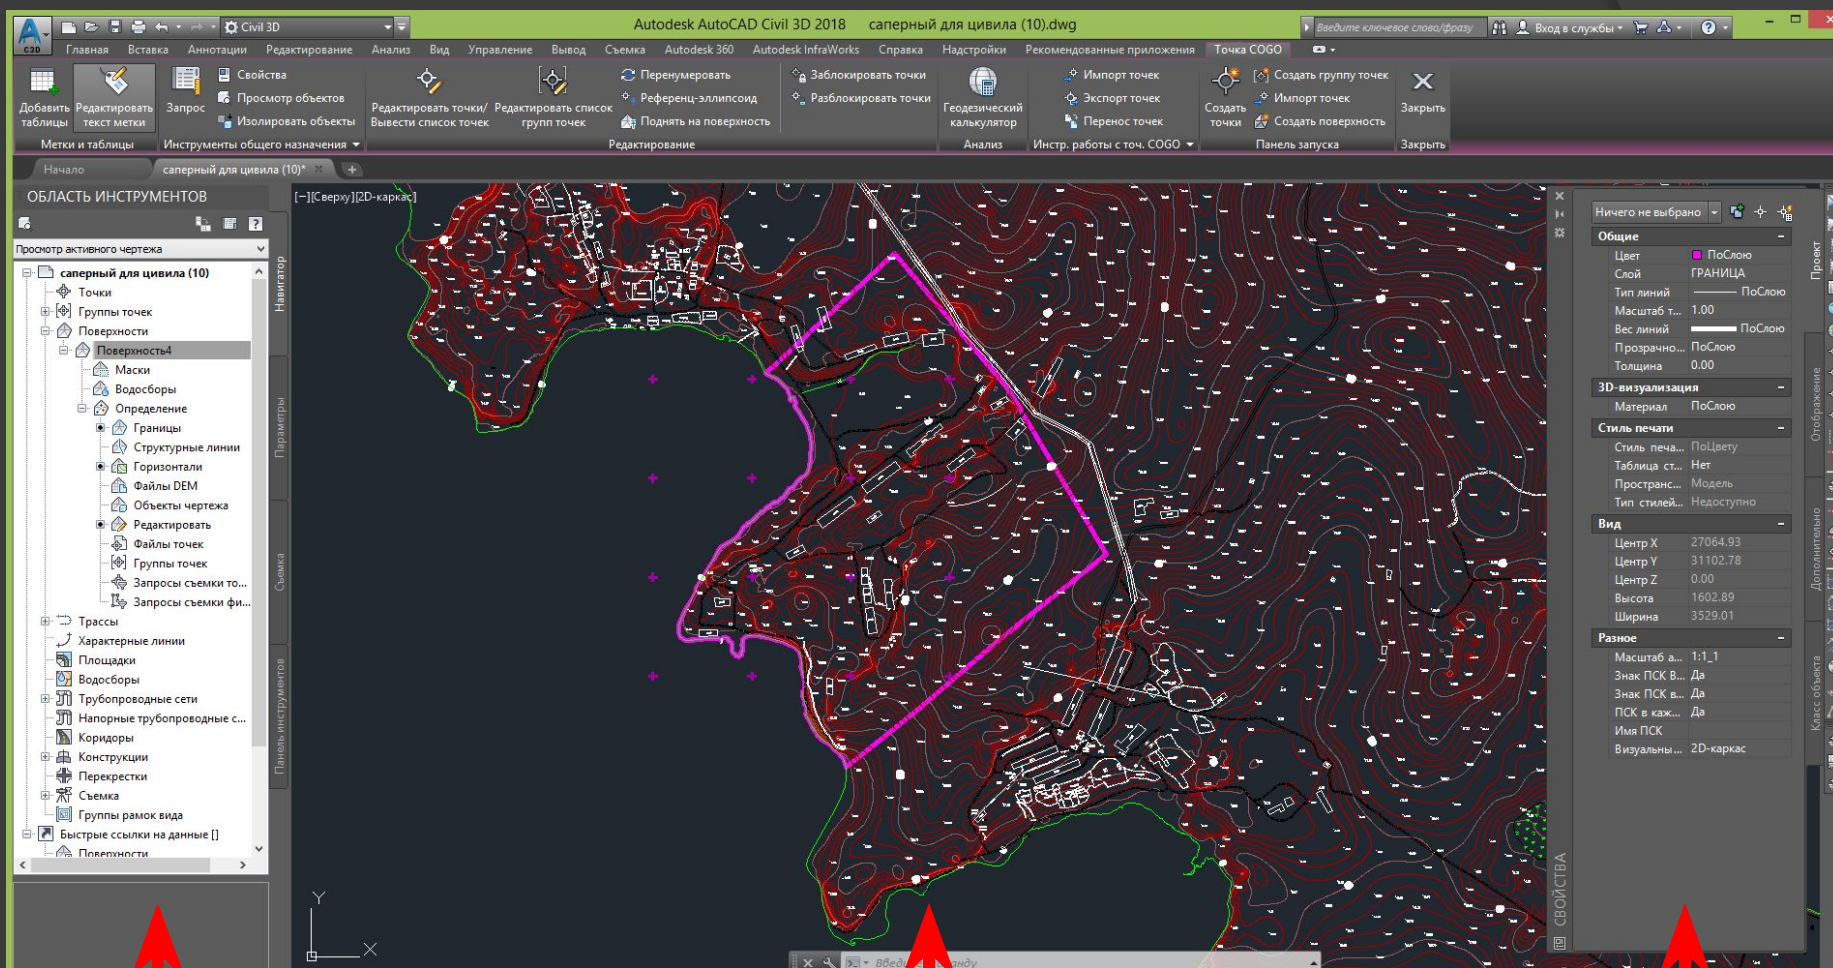 C3D
Civil 3D
Autodesk AutoCAD Civil 3D 2018 саперный для цивила (10).dwg
Введите ключевое слово/фразу
Вход в службы
Главная Вставка Аннотации Редактирование Анализ Вид Управление Вывод Съемка Autodesk 360 Autodesk InfraWorks Справка Надстройки Рекомендованные приложения Точка COGO
Добавить таблицы
Редактировать текст метки
Запрос
Свойства
Просмотр объектов
Изолировать объекты
Редактировать точки/ Вывести список точек
Редактировать список групп точек
Перенумеровать
Референц-эллипсоид
Поднять на поверхность
Заблокировать точки
Разблокировать точки
Геодезический калькулятор
Импорт точек
Экспорт точек
Перенос точек
Создать точки
Создать группу точек
Импорт точек
Создать поверхность
Закрыть
Метки и таблицы Инструменты общего назначения Редактирование Анализ Инстр. работы с точ. COGO Панель запуска Закрыть
Начало саперный для цивила (10)*
ОБЛАСТЬ ИНСТРУМЕНТОВ
Просмотр активного чертежа
саперный для цивила (10)
Точки
Группы точек
Поверхности
Поверхность4
Маски
Водосборы
Определение
Границы
Структурные линии
Горизонтали
Файлы DEM
Объекты чертежа
Редактировать
Файлы точек
Группы точек
Запросы съемки то...
Запросы съемки фи...
Трассы
Характерные линии
Площадки
Водосборы
Трубопроводные сети
Напорные трубопроводные с...
Коридоры
Конструкции
Перекрестки
Съемка
Группы рамок вида
Быстрые ссылки на данные []
Поверхности
Навигатор
Параметры
Съемка
Панель инструментов
[−][Сверху][2D-каркас]
Y
X
Введите команду
СВОЙСТВА
Ничего не выбрано
Общие
Цвет ПоСлою
Слой ГРАНИЦА
Тип линий ПоСлою
Масштаб т... 1.00
Вес линий ПоСлою
Прозрачно... ПоСлою
Толщина 0.00
3D-визуализация
Материал ПоСлою
Стиль печати
Стиль печа... ПоЦвету
Таблица ст... Нет
Пространс... Модель
Тип стилей... Недоступно
Вид
Центр X 27064.93
Центр Y 31102.78
Центр Z 0.00
Высота 1602.89
Ширина 3529.01
Разное
Масштаб а... 1:1_1
Знак ПСК В... Да
Знак ПСК в... Да
ПСК в каж... Да
Имя ПСК
Визуальны... 2D-каркас
Проект
Отображение
Дополнительно
Класс объекта